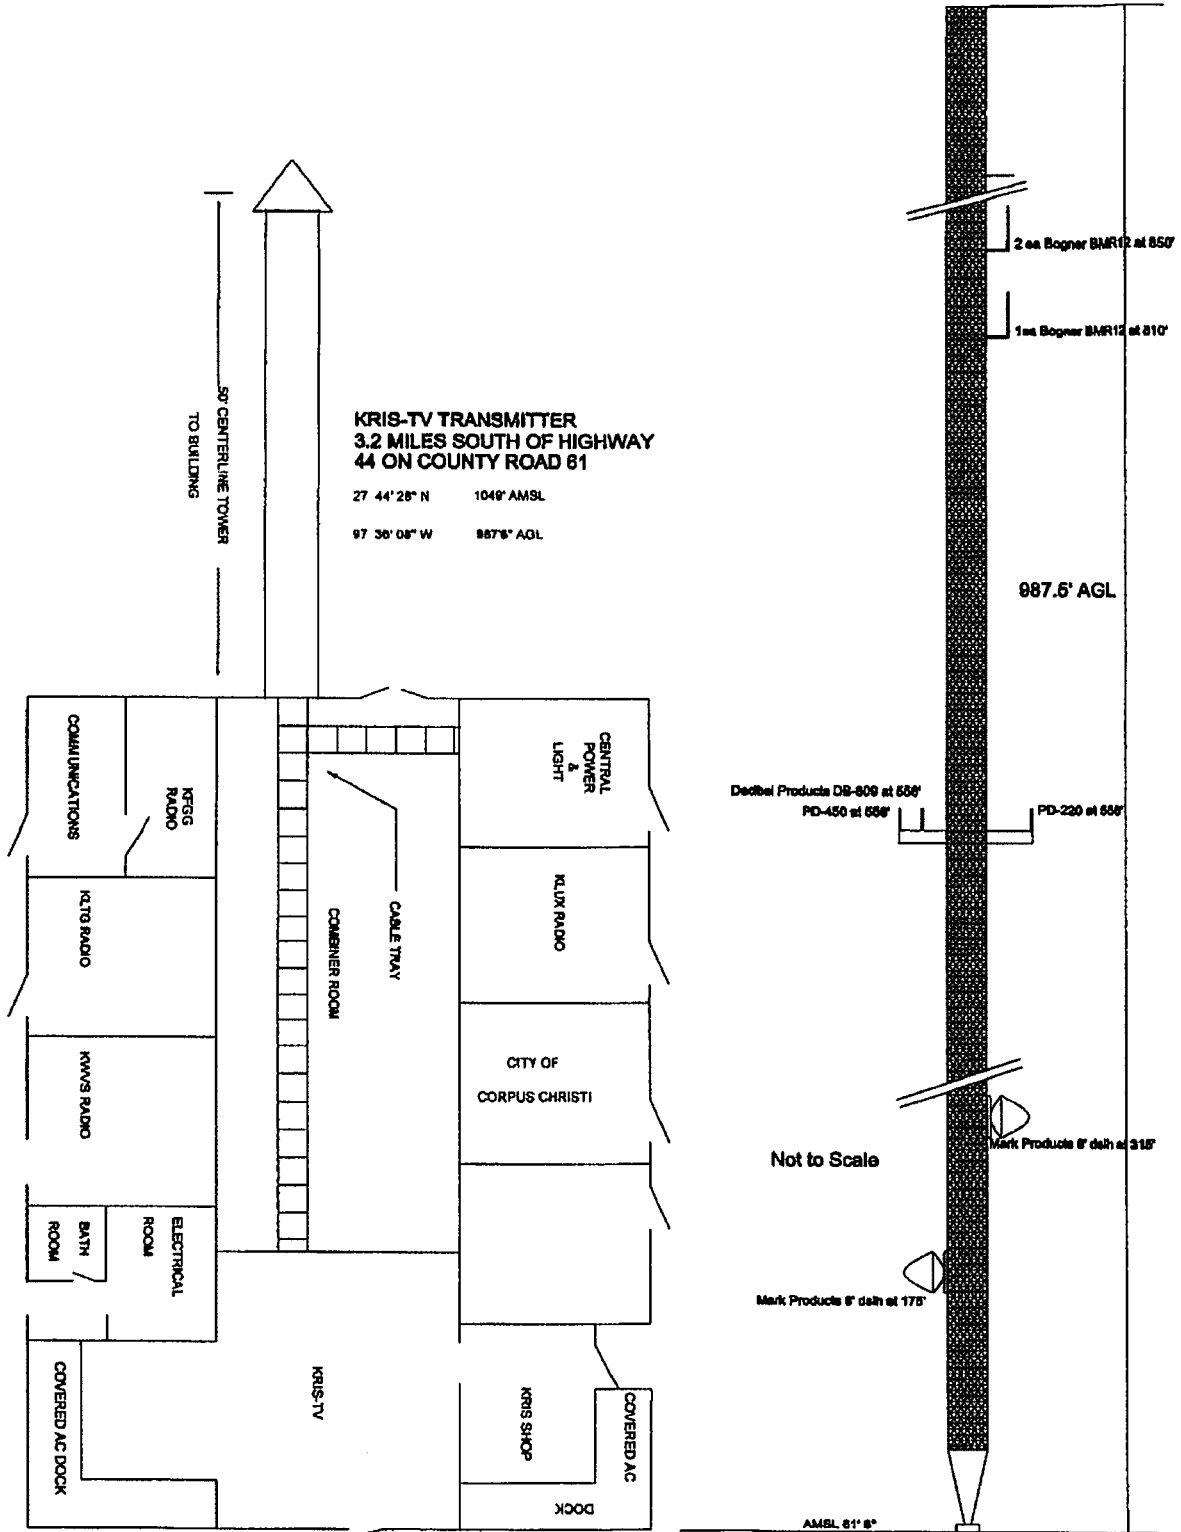 2 ea Bogner BMR12 at 850'
1ea Bogner BMR12 at 810'
50' CENTERLINE TOWER
TO BUILDING
KRIS-TV TRANSMITTER
3.2 MILES SOUTH OF HIGHWAY
44 ON COUNTY ROAD 61
27 44' 28" N 1049' AMSL
97 36' 08" W 987'6" AGL
987.5' AGL
COMMUNICATIONS
KFGG
RADIO
CENTRAL
POWER
&
LIGHT
Decibel Products DB-809 at 556'
PD-450 at 556'
PD-220 at 556'
KLTG RADIO
COMBINER ROOM
CABLE TRAY
KLUX RADIO
KWVS RADIO
CITY OF
CORPUS CHRISTI
Mark Products 6' dsih at 315'
Not to Scale
BATH
ROOM
ELECTRICAL
ROOM
Mark Products 6' dsih at 175'
COVERED AC DOCK
KRIS-TV
KRIS SHOP
COVERED AC
DOCK
AMSL 61' 6"